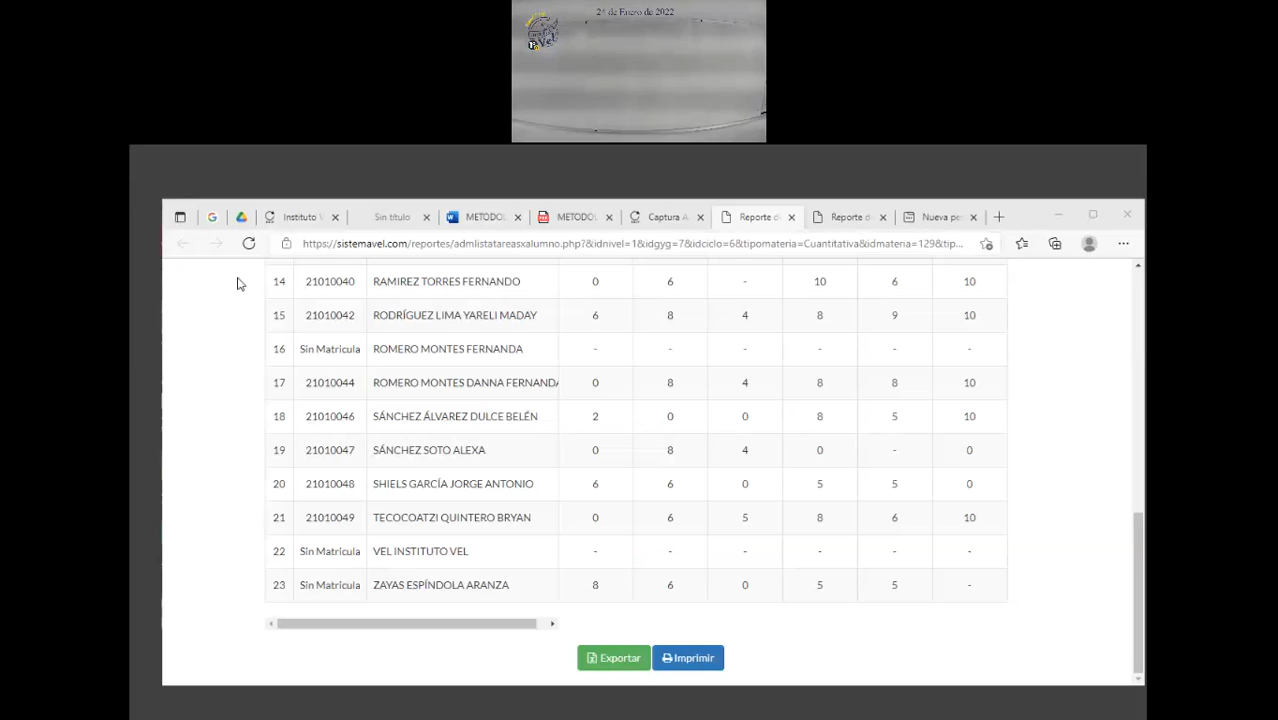 24 de Enero de 2022
Vel
Instituto V
Sin título
METODOL
METODOL
Captura A
Reporte d
Reporte d
Nueva pe
https://sistemavel.com/reportes/admlistatareasxalumno.php?&idnivel=1&idgyg=7&idciclo=6&tipomateria=Cuantitativa&idmateria=129&tip...
14 21010040 RAMIREZ TORRES FERNANDO 0 6 - 10 6 10
15 21010042 RODRÍGUEZ LIMA YARELI MADAY 6 8 4 8 9 10
16 Sin Matricula ROMERO MONTES FERNANDA - - - - - -
17 21010044 ROMERO MONTES DANNA FERNANDA 0 8 4 8 8 10
18 21010046 SÁNCHEZ ÁLVAREZ DULCE BELÉN 2 0 0 8 5 10
19 21010047 SÁNCHEZ SOTO ALEXA 0 8 4 0 - 0
20 21010048 SHIELS GARCÍA JORGE ANTONIO 6 6 0 5 5 0
21 21010049 TECOCOATZI QUINTERO BRYAN 0 6 5 8 6 10
22 Sin Matricula VEL INSTITUTO VEL - - - - - -
23 Sin Matricula ZAYAS ESPÍNDOLA ARANZA 8 6 0 5 5 -
Exportar
Imprimir